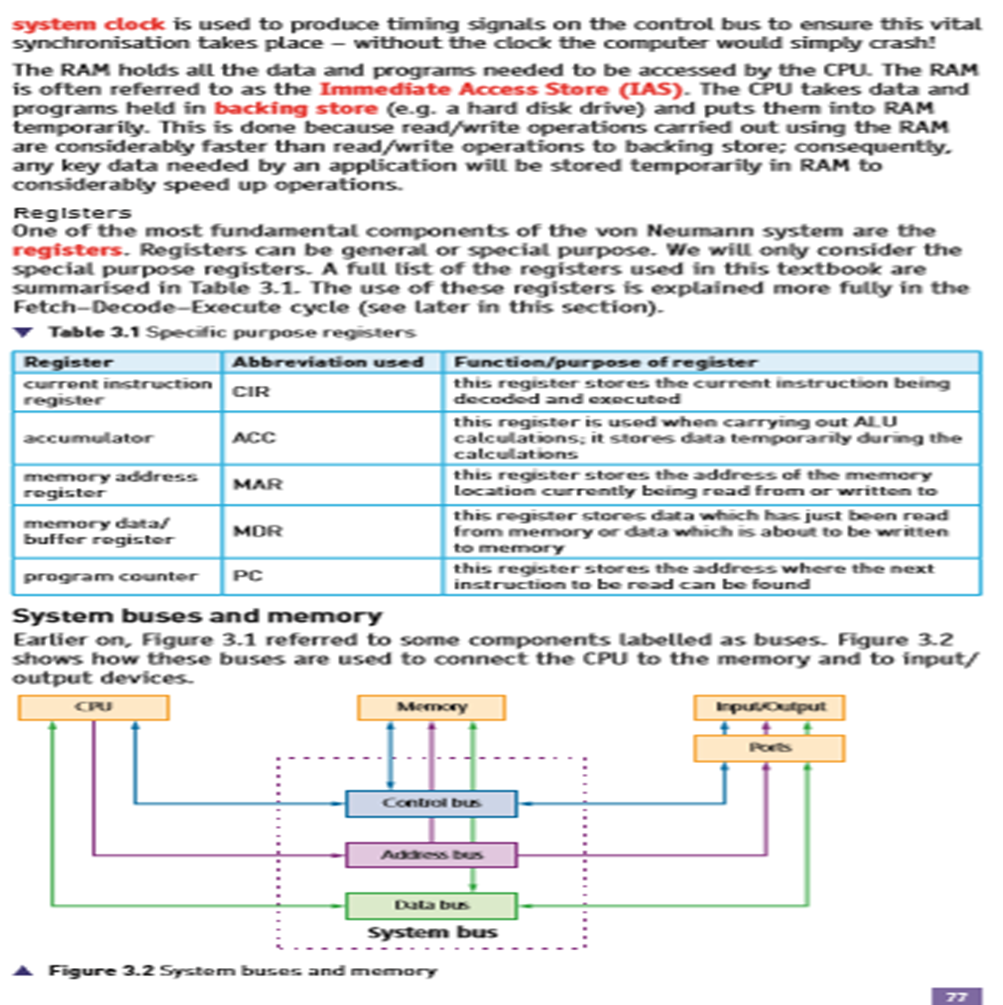 system clock is used to produce timing signals on the control bus to ensure this vital
synchronisation takes place – without the clock the computer would simply crash!
The RAM holds all the data and programs needed to be accessed by the CPU. The RAM
is often referred to as the Immediate Access Store (IAS). The CPU takes data and
programs held in backing store (e.g. a hard disk drive) and puts them into RAM
temporarily. This is done because read/write operations carried out using the RAM
are considerably faster than read/write operations to backing store; consequently,
any key data needed by an application will be stored temporarily in RAM to
considerably speed up operations.
Registers
One of the most fundamental components of the von Neumann system are the
registers. Registers can be general or special purpose. We will only consider the
special purpose registers. A full list of the registers used in this textbook are
summarised in Table 3.1. The use of these registers is explained more fully in the
Fetch–Decode–Execute cycle (see later in this section).
▼ Table 3.1 Specific purpose registers
Register Abbreviation used Function/purpose of register
current instruction
register
CIR
this register stores the current instruction being
decoded and executed
accumulator
ACC
this register is used when carrying out ALU
calculations; it stores data temporarily during the
calculations
memory address
register
MAR
this register stores the address of the memory
location currently being read from or written to
memory data/
buffer register
MDR
this register stores data which has just been read
from memory or data which is about to be written
to memory
program counter
PC
this register stores the address where the next
instruction to be read can be found
System buses and memory
Earlier on, Figure 3.1 referred to some components labelled as buses. Figure 3.2
shows how these buses are used to connect the CPU to the memory and to input/
output devices.
CPU Memory Input/Output
Ports
Control bus
Address bus
Data bus
System bus
▲ Figure 3.2 System buses and memory
77